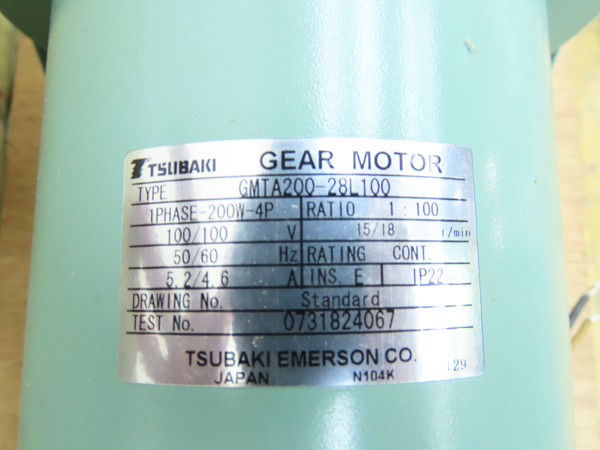 TSUBAKI GEAR MOTOR
TYPE GMTA200-28L100
1PHASE-200W-4P RATIO 1:100
100/100 V 15/18 r/min
50/60 Hz RATING CONT.
5.2/4.6 A INS. E IP22
DRAWING No. Standard
TEST No. 0731824067
TSUBAKI EMERSON CO.
JAPAN N104K 129